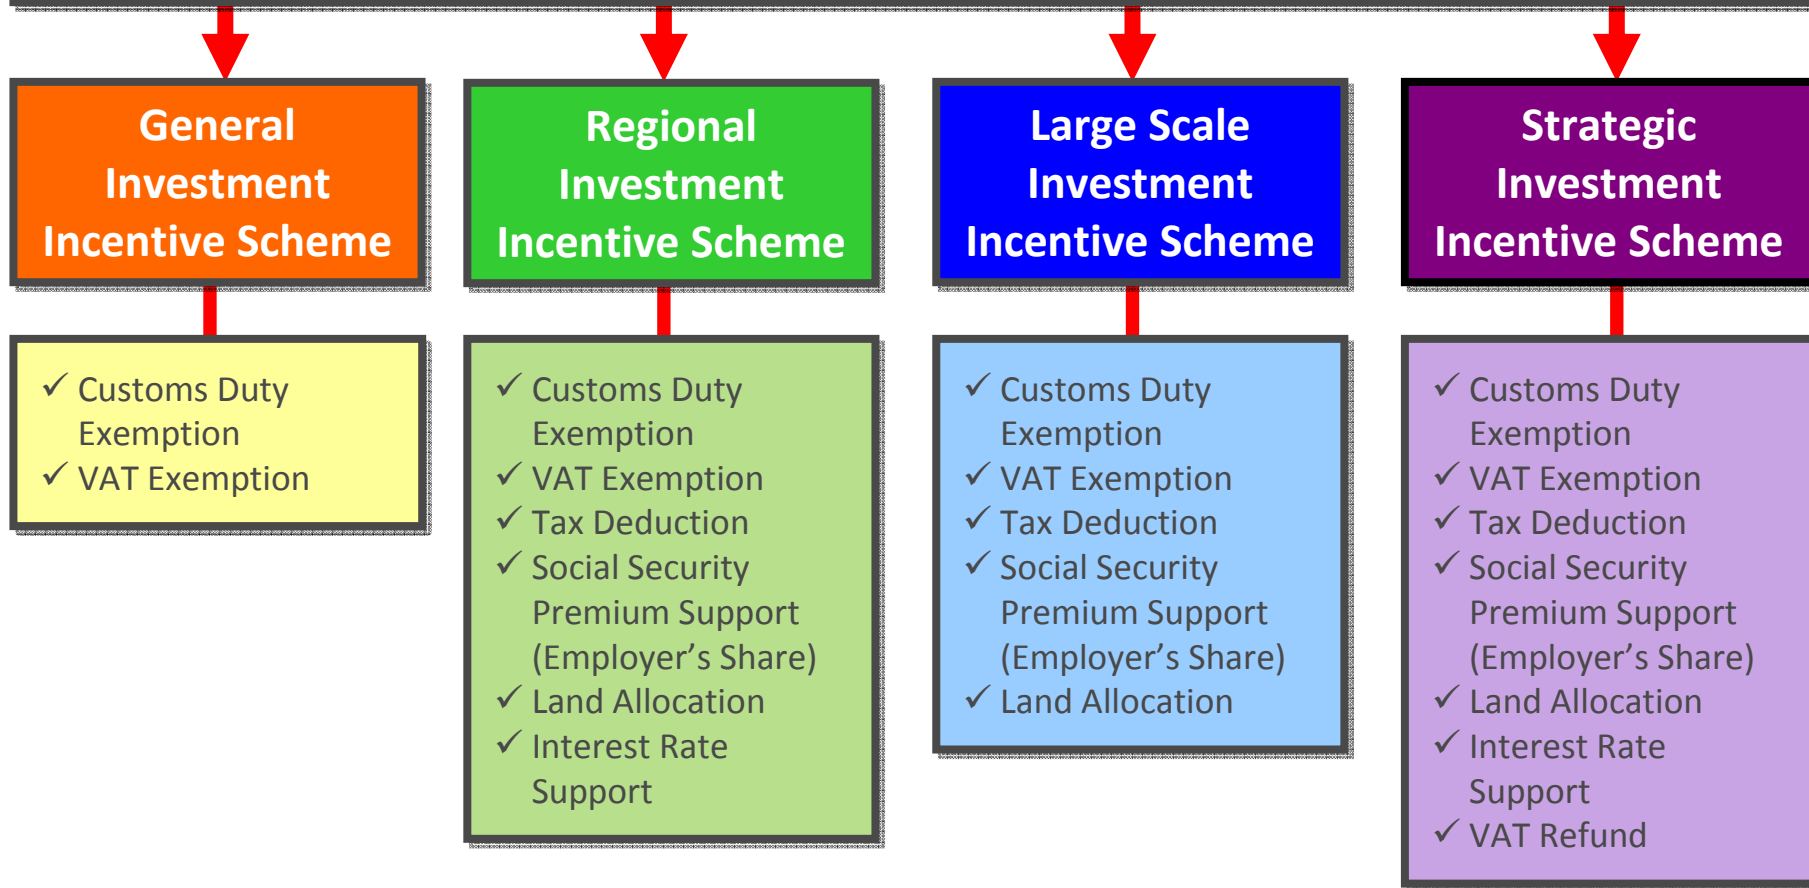 General
Investment
Incentive Scheme
Regional
Investment
Incentive Scheme
Large Scale
Investment
Incentive Scheme
Strategic
Investment
Incentive Scheme
✓ Customs Duty
Exemption
✓ VAT Exemption
✓ Customs Duty
Exemption
✓ VAT Exemption
✓ Tax Deduction
✓ Social Security
Premium Support
(Employer’s Share)
✓ Land Allocation
✓ Interest Rate
Support
✓ Customs Duty
Exemption
✓ VAT Exemption
✓ Tax Deduction
✓ Social Security
Premium Support
(Employer’s Share)
✓ Land Allocation
✓ Customs Duty
Exemption
✓ VAT Exemption
✓ Tax Deduction
✓ Social Security
Premium Support
(Employer’s Share)
✓ Land Allocation
✓ Interest Rate
Support
✓ VAT Refund